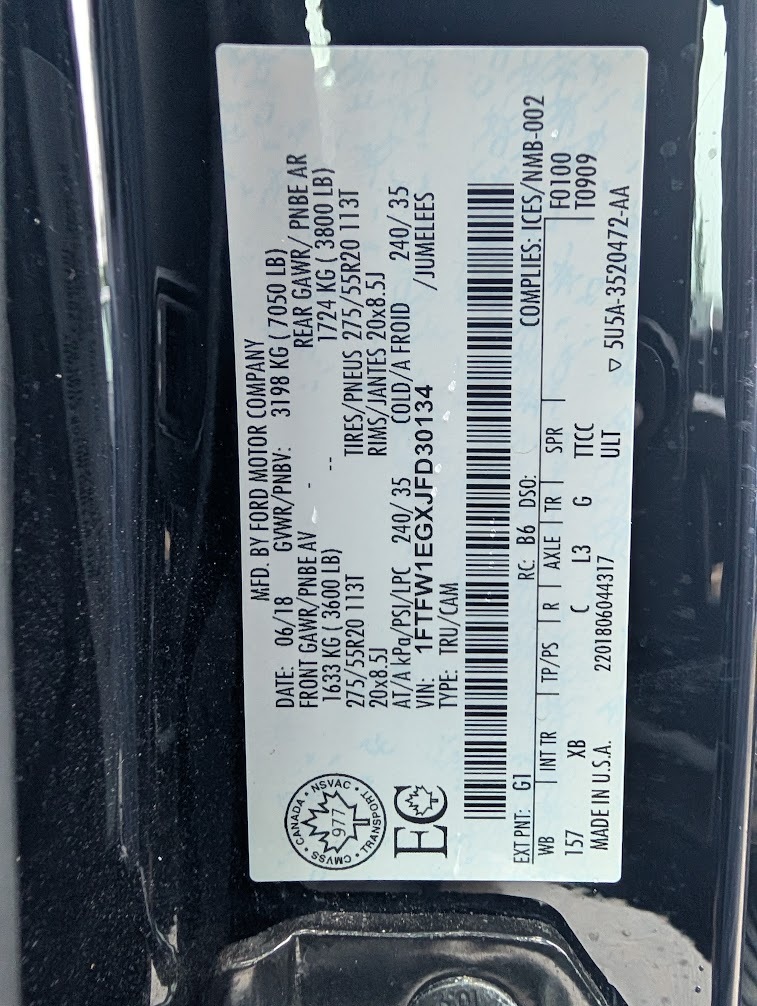 MFD. BY FORD MOTOR COMPANY
DATE: 06/18 GVWR/PNBV: 3198 KG ( 7050 LB)
FRONT GAWR/PNBE AV - REAR GAWR/ PNBE AR
1633 KG ( 3600 LB) -- 1724 KG ( 3800 LB)
275/55R20 113T TIRES/PNEUS 275/55R20 113T
20x8.5J RIMS/JANTES 20x8.5J
AT/A kPa/PSI/LPC 240/ 35 COLD/A FROID 240/ 35
VIN: 1FTFW1EGXJFD30134 /JUMELEES
TYPE: TRU/CAM
CANADA • NSVAC • TRANSPORT • CMVSS •
977
EC
EXT PNT: G1 RC: B6 DSO: COMPLIES: ICES/NMB-002
WB INT TR TP/PS R AXLE TR SPR F0100
157 XB C L3 G TTCC T0909
MADE IN U.S.A. 2201806044317 ULT
▽ 5U5A-3520472-AA